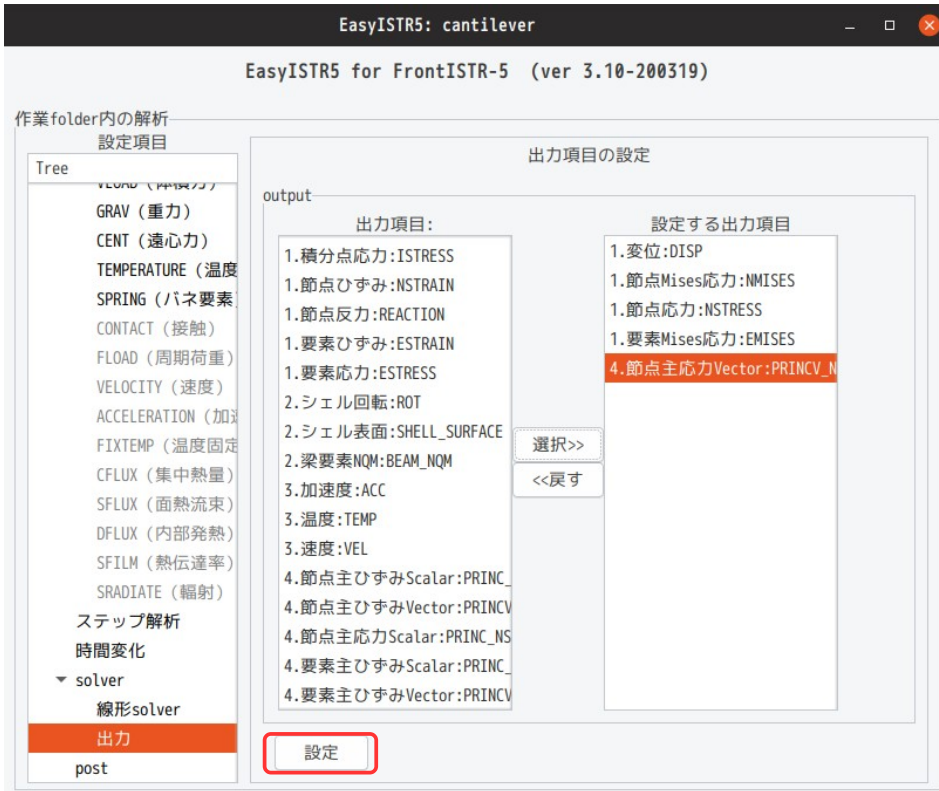 EasyISTR5: cantilever
EasyISTR5 for FrontISTR-5 (ver 3.10-200319)
作業folder内の解析
設定項目
Tree
VLOAD (体積力)
GRAV (重力)
CENT (遠心力)
TEMPERATURE (温度
SPRING (バネ要素
CONTACT (接触)
FLOAD (周期荷重)
VELOCITY (速度)
ACCELERATION (加速
FIXTEMP (温度固定
CFLUX (集中熱量)
SFLUX (面熱流束)
DFLUX (内部発熱)
SFILM (熱伝達率)
SRADIATE (輻射)
ステップ解析
時間変化
solver
線形solver
出力
post
出力項目の設定
output
出力項目:
1.積分点応力:ISTRESS
1.節点ひずみ:NSTRAIN
1.節点反力:REACTION
1.要素ひずみ:ESTRAIN
1.要素応力:ESTRESS
2.シェル回転:ROT
2.シェル表面:SHELL_SURFACE
2.梁要素NQM:BEAM_NQM
3.加速度:ACC
3.温度:TEMP
3.速度:VEL
4.節点主ひずみScalar:PRINC_
4.節点主ひずみVector:PRINCV
4.節点主応力Scalar:PRINC_NS
4.要素主ひずみScalar:PRINC_
4.要素主ひずみVector:PRINCV
選択>>
<<戻す
設定する出力項目
1.変位:DISP
1.節点Mises応力:NMISES
1.節点応力:NSTRESS
1.要素Mises応力:EMISES
4.節点主応力Vector:PRINCV_N
設定